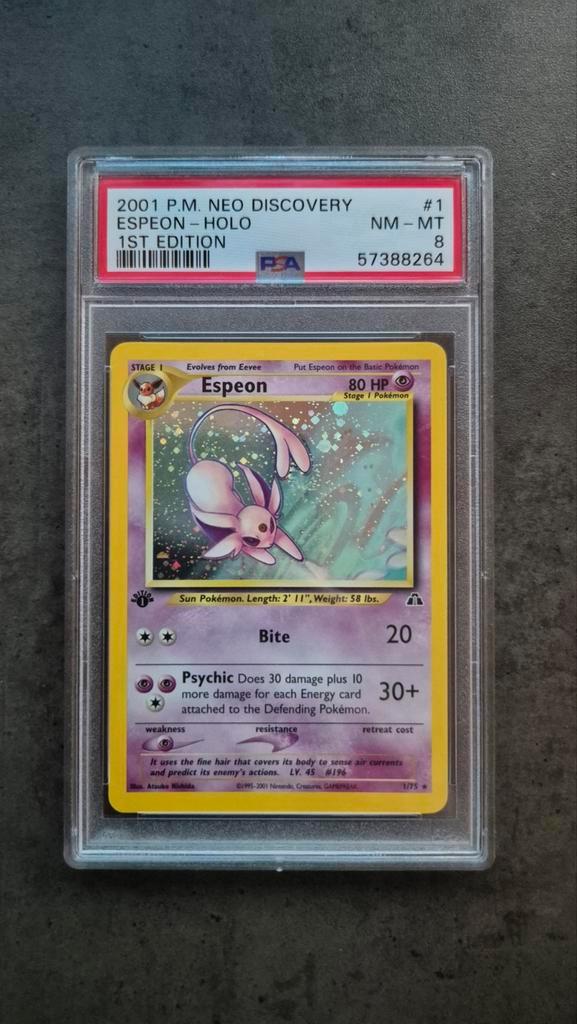 2001 P.M. NEO DISCOVERY #1
ESPEON - HOLO NM - MT
1ST EDITION 8
PSA 57388264
STAGE 1 Evolves from Eevee Put Espeon on the Basic Pokémon
Espeon 80 HP
Stage 1 Pokémon
EDITION
1
Sun Pokémon. Length: 2' 11", Weight: 58 lbs.
Bite 20
Psychic Does 30 damage plus 10
more damage for each Energy card
attached to the Defending Pokémon.
30+
weakness resistance retreat cost
It uses the fine hair that covers its body to sense air currents
and predict its enemy's actions. LV. 45 #196
Illus. Atsuko Nishida ©1995-2001 Nintendo, Creatures, GAMEFREAK. 1/75 ★